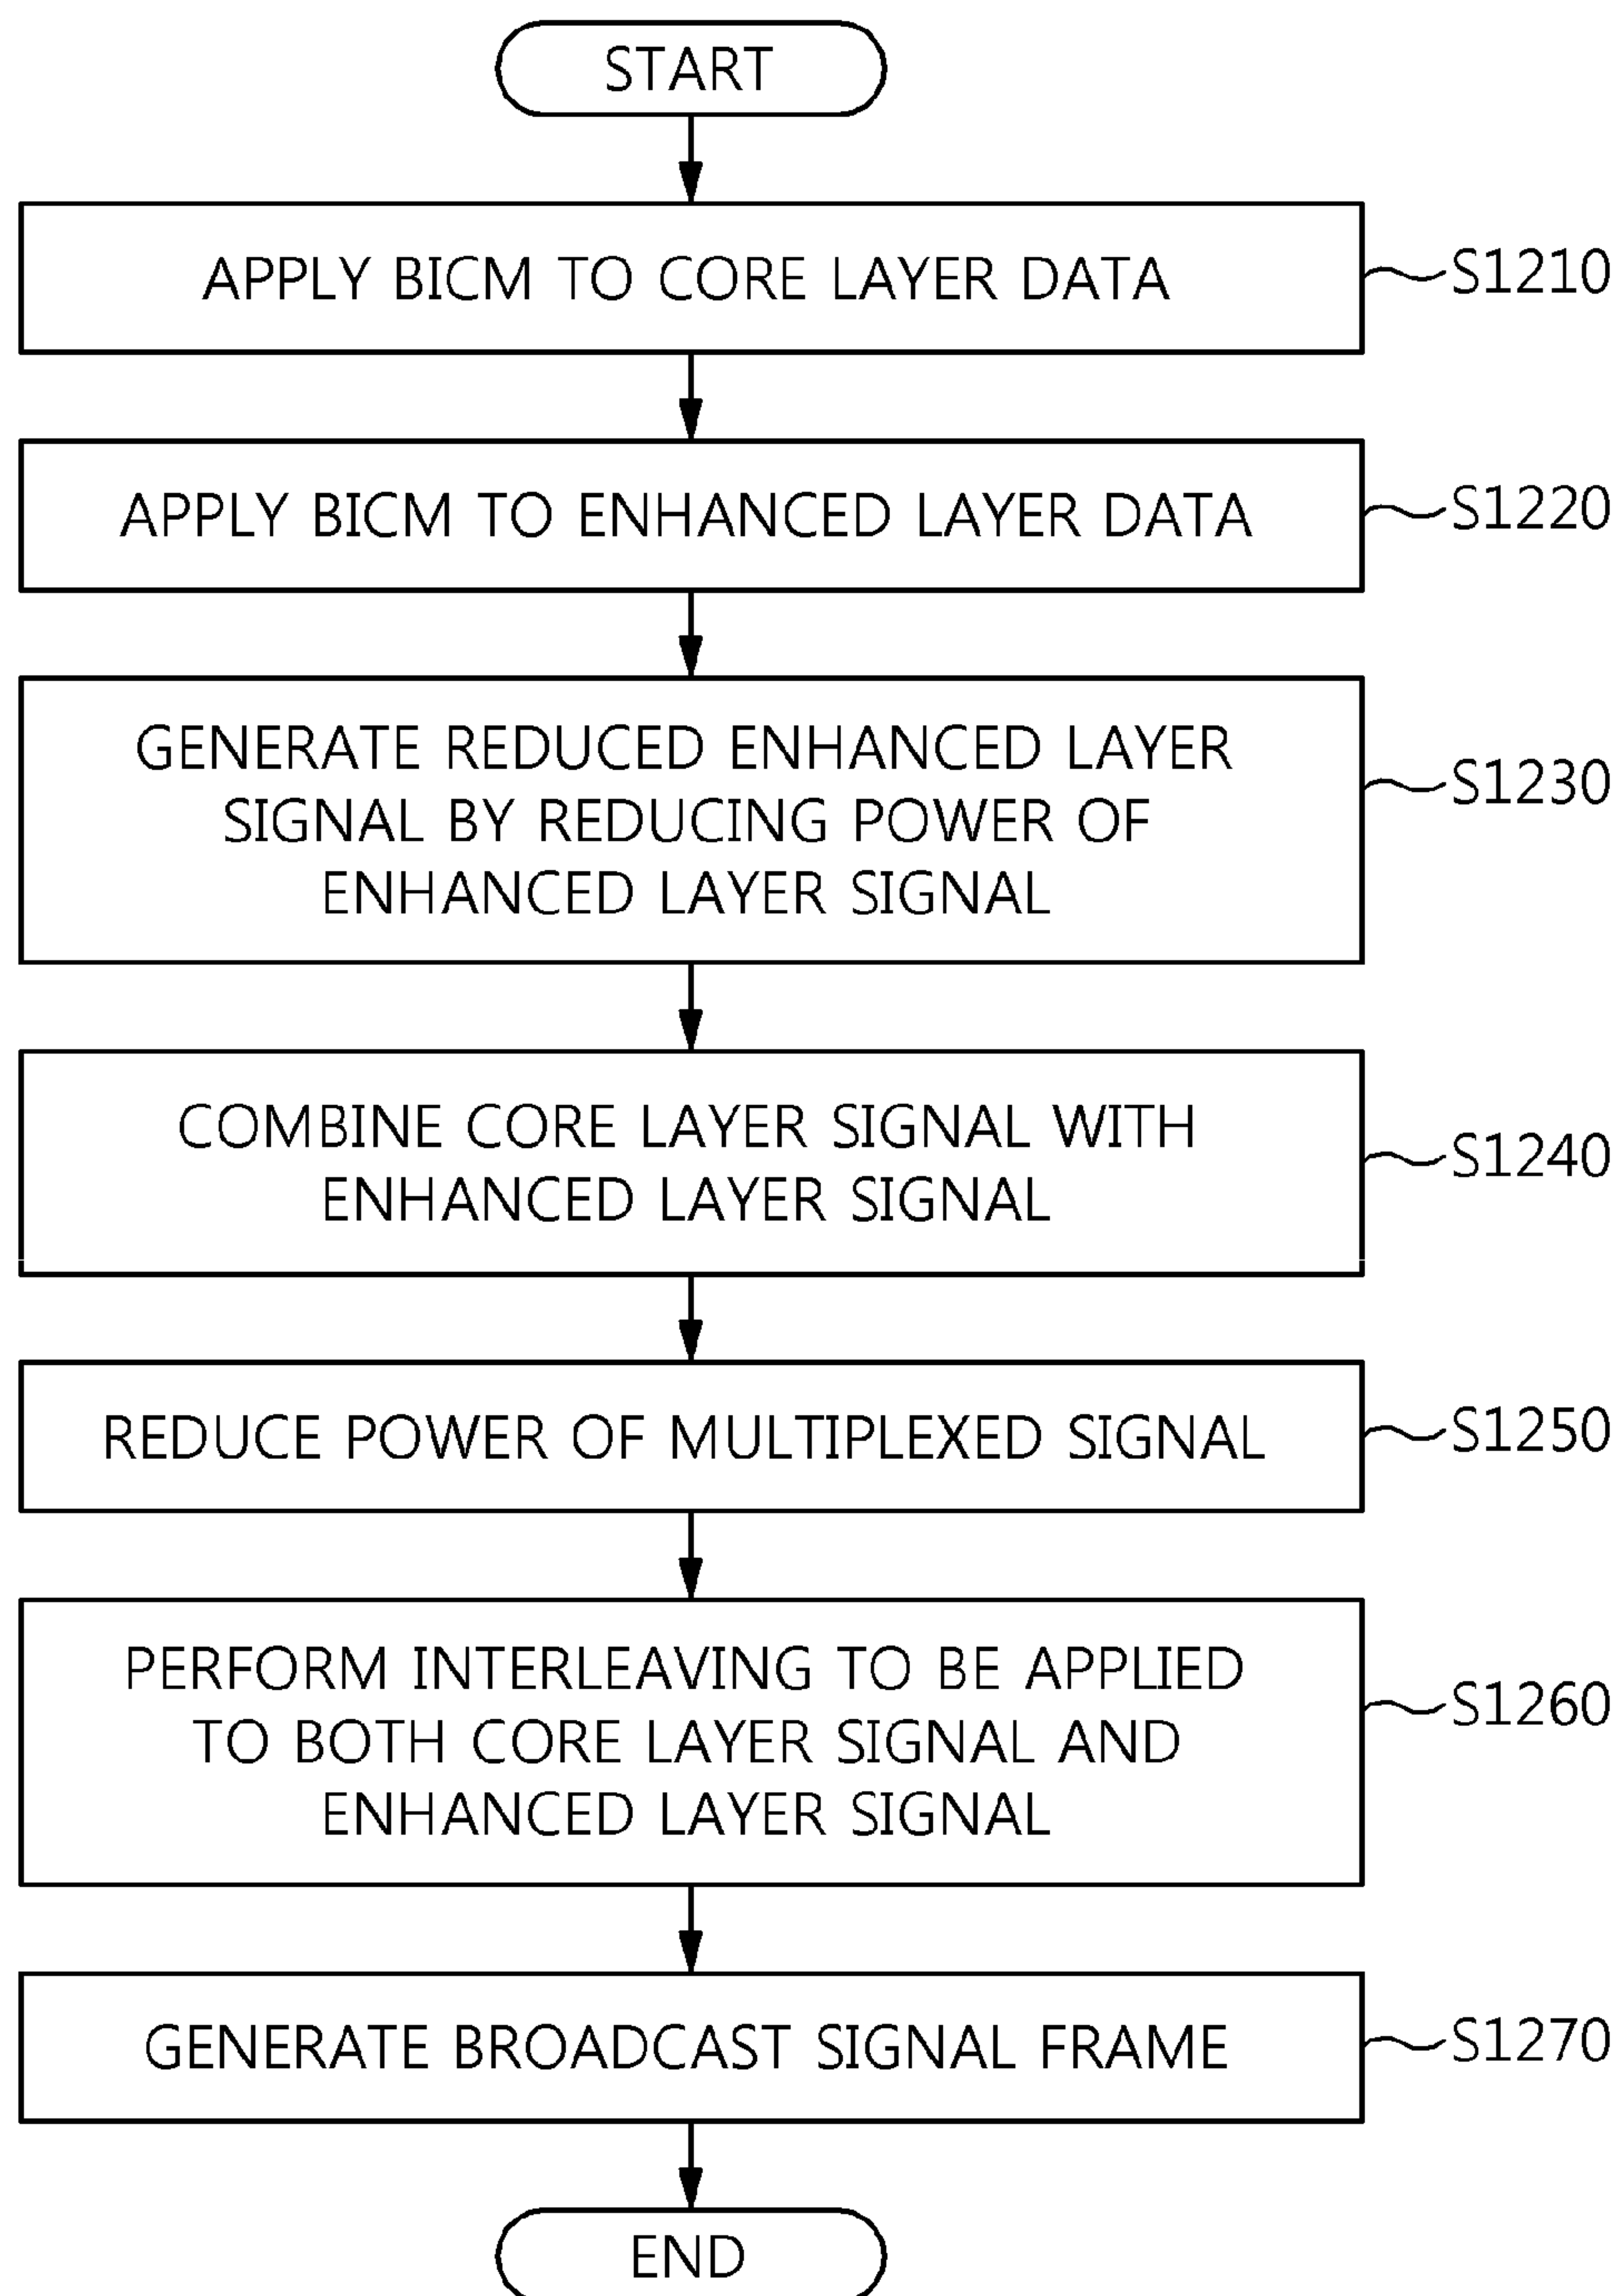 START
APPLY BICM TO CORE LAYER DATA
S1210
APPLY BICM TO ENHANCED LAYER DATA
S1220
GENERATE REDUCED ENHANCED LAYER
SIGNAL BY REDUCING POWER OF
ENHANCED LAYER SIGNAL
S1230
COMBINE CORE LAYER SIGNAL WITH
ENHANCED LAYER SIGNAL
S1240
REDUCE POWER OF MULTIPLEXED SIGNAL
S1250
PERFORM INTERLEAVING TO BE APPLIED
TO BOTH CORE LAYER SIGNAL AND
ENHANCED LAYER SIGNAL
S1260
GENERATE BROADCAST SIGNAL FRAME
S1270
END